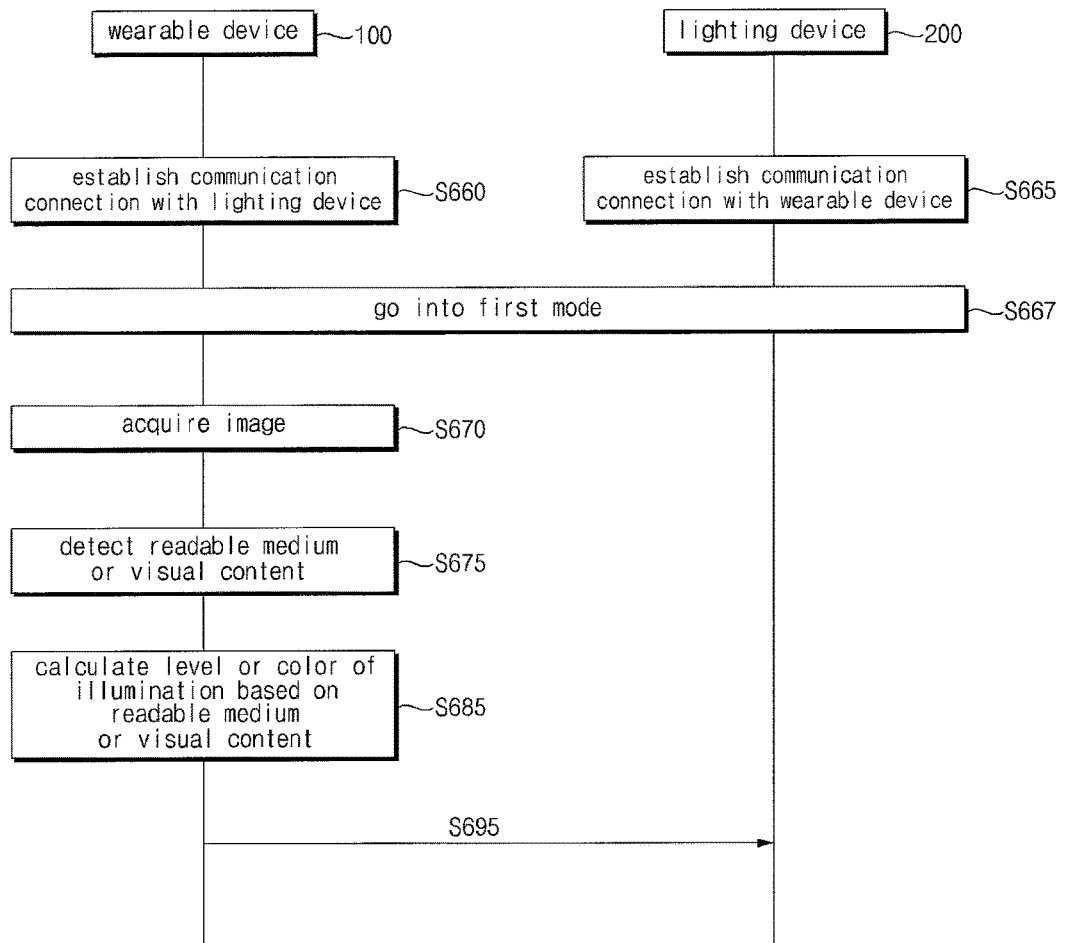 wearable device 100
lighting device 200
establish communication
connection with lighting device
S660
establish communication
connection with wearable device
S665
go into first mode
S667
acquire image
S670
detect readable medium
or visual content
S675
calculate level or color of
illumination based on
readable medium
or visual content
S685
S695